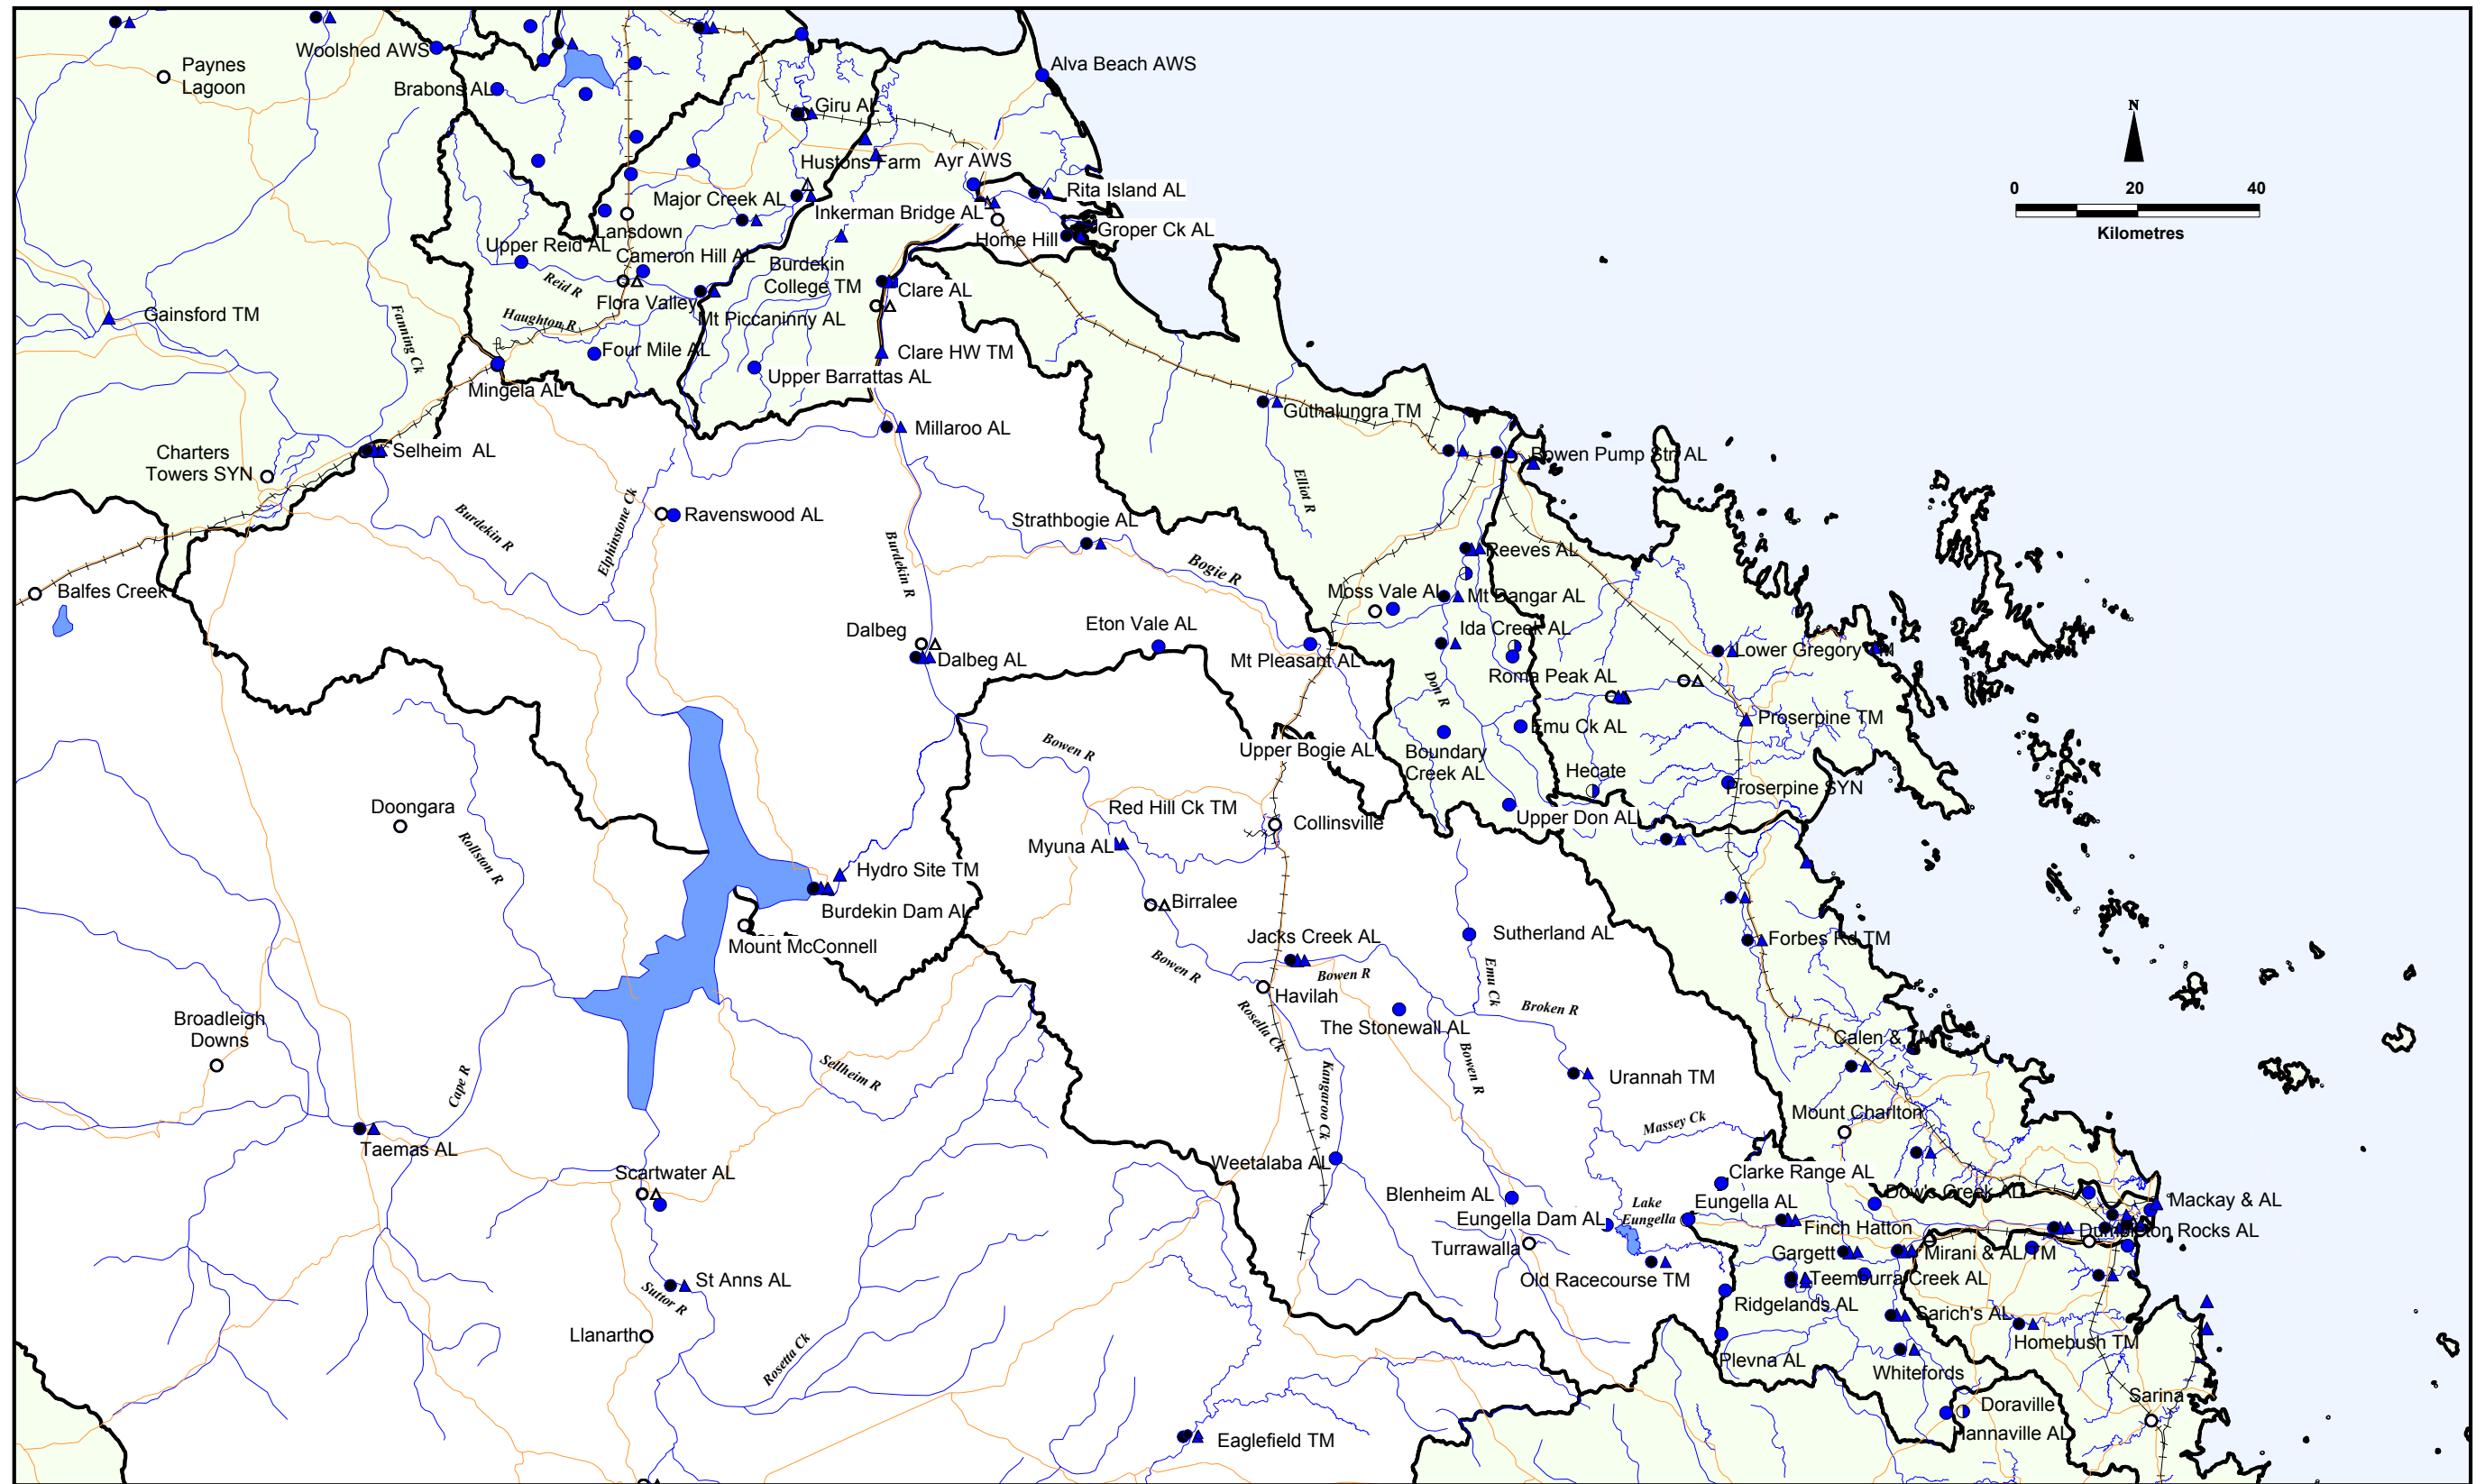 Woolshed AWS
Paynes
Lagoon
Brabons AL
Alva Beach AWS
N
Giru AL
Hustons Farm
Ayr AWS
Rita Island AL
0 20 40
Kilometres
Major Creek AL
Inkerman Bridge AL
Lansdown
Home Hill
Groper Ck AL
Upper Reid AL
Cameron Hill AL
Burdekin
College TM
Reid R
Flora Valley
Clare AL
Gainsford TM
Fanning Ck
Haughton R
Mt Piccaninny AL
Four Mile AL
Clare HW TM
Mingela AL
Upper Barrattas AL
Guthalungra TM
Millaroo AL
Charters
Towers SYN
Selheim AL
Bowen Pump Stn AL
Elliot R
Burdekin R
Elphinstone Ck
Ravenswood AL
Strathbogie AL
Burdekin R
Bogie R
Reeves AL
Balfes Creek
Moss Vale AL
Mt Dangar AL
Dalbeg
Eton Vale AL
Ida Creek AL
Dalbeg AL
Mt Pleasant AL
Lower Gregory TM
Roma Peak AL
Don R
Proserpine TM
Emu Ck AL
Bowen R
Upper Bogie AL
Boundary
Creek AL
Hecate
Proserpine SYN
Doongara
Red Hill Ck TM
Collinsville
Upper Don AL
Rollston R
Myuna AL
Hydro Site TM
Burdekin Dam AL
Birralee
Mount McConnell
Jacks Creek AL
Sutherland AL
Forbes Rd TM
Bowen R
Bowen R
Emu Ck
Havilah
Broken R
Rosella Ck
The Stonewall AL
Broadleigh
Downs
Calen & TM
Sellheim R
Cape R
Kangaroo Ck
Bowen R
Urannah TM
Mount Charlton
Massey Ck
Taemas AL
Scartwater AL
Weetalaba AL
Clarke Range AL
Blenheim AL
Lake
Eungella
Eungella AL
Dow's Creek AL
Mackay & AL
Eungella Dam AL
Finch Hatton
Dumbleton Rocks AL
Turrawalla
Gargett
Mirani & AL/TM
Old Racecourse TM
Teemburra Creek AL
St Anns AL
Suttor R
Ridgelands AL
Sarich's AL
Llanarth
Homebush TM
Rosetta Ck
Plevna AL
Whitefords
Sarina
Doraville
Hannaville AL
Eaglefield TM